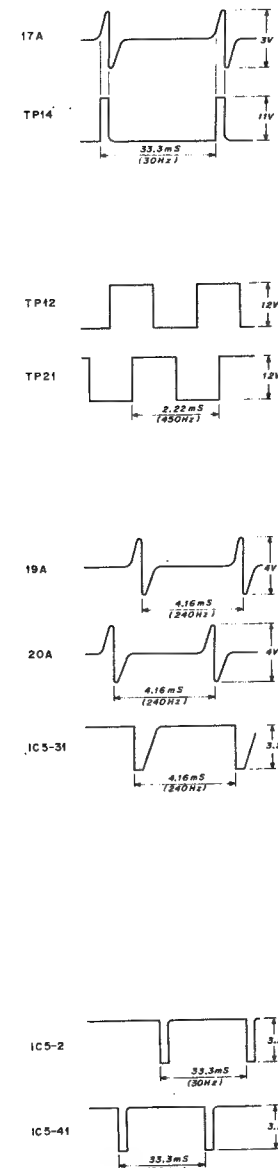 17A
3V
TP14
11V
33.3mS
(30Hz)
TP12
12V
TP21
12V
2.22mS
(450Hz)
19A
4V
4.16mS
(240Hz)
20A
4V
4.16mS
(240Hz)
IC5-31
4.16mS
(240Hz)
IC5-2
33.3mS
(30Hz)
IC5-41
33.3mS